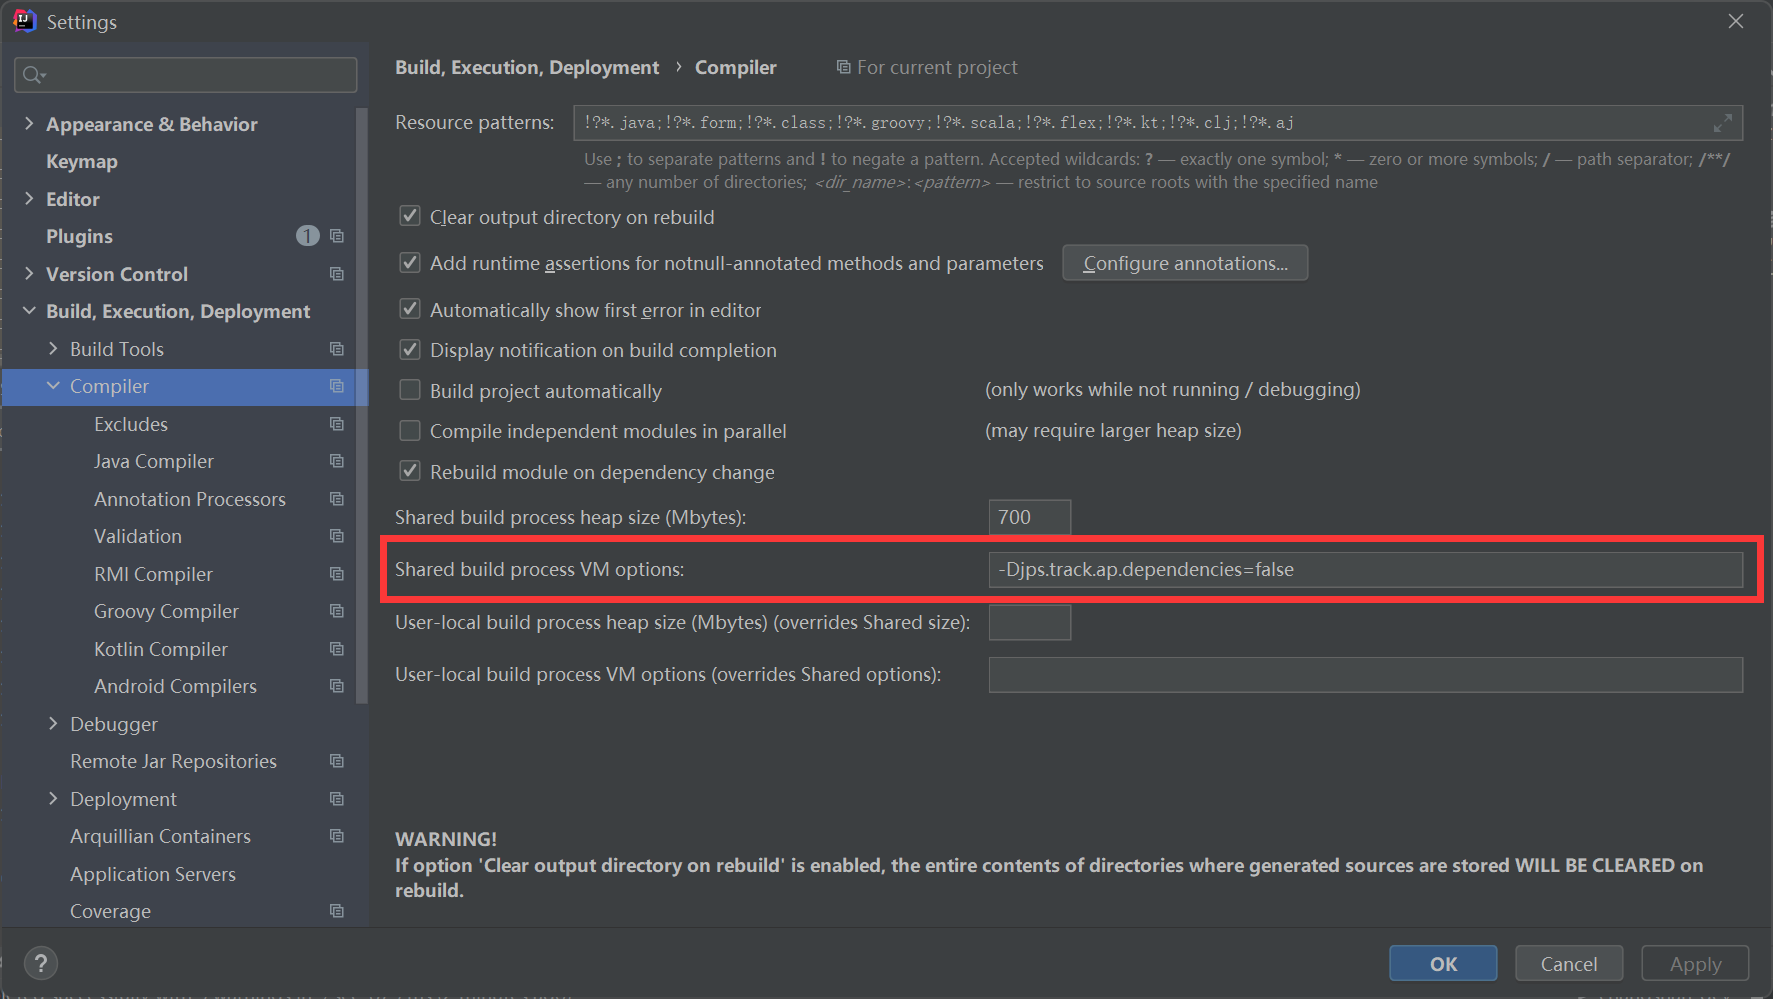 Settings
Build, Execution, Deployment › Compiler For current project
Appearance & Behavior
Keymap
Editor
Plugins 1
Version Control
Build, Execution, Deployment
Build Tools
Compiler
Excludes
Java Compiler
Annotation Processors
Validation
RMI Compiler
Groovy Compiler
Kotlin Compiler
Android Compilers
Debugger
Remote Jar Repositories
Deployment
Arquillian Containers
Application Servers
Coverage
Resource patterns: !?*.java;!?*.form;!?*.class;!?*.groovy;!?*.scala;!?*.flex;!?*.kt;!?*.clj;!?*.aj
Use ; to separate patterns and ! to negate a pattern. Accepted wildcards: ? — exactly one symbol; * — zero or more symbols; / — path separator; /**/
— any number of directories; <dir_name>:<pattern> — restrict to source roots with the specified name
Clear output directory on rebuild
Add runtime assertions for notnull-annotated methods and parameters Configure annotations...
Automatically show first error in editor
Display notification on build completion
Build project automatically (only works while not running / debugging)
Compile independent modules in parallel (may require larger heap size)
Rebuild module on dependency change
Shared build process heap size (Mbytes): 700
Shared build process VM options: -Djps.track.ap.dependencies=false
User-local build process heap size (Mbytes) (overrides Shared size):
User-local build process VM options (overrides Shared options):
WARNING!
If option 'Clear output directory on rebuild' is enabled, the entire contents of directories where generated sources are stored WILL BE CLEARED on
rebuild.
? OK Cancel Apply